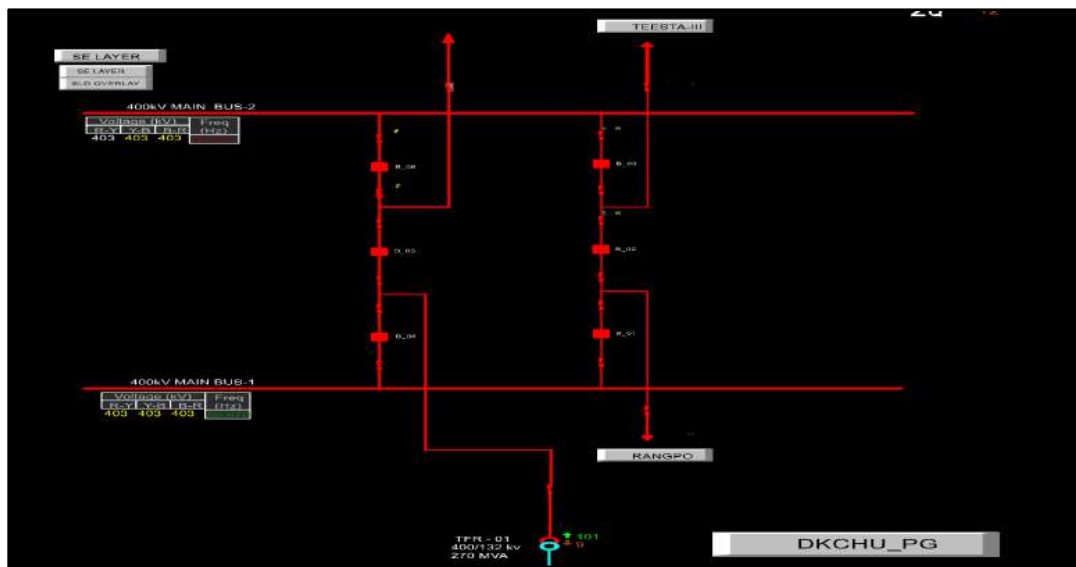 TEESTA-III
SE LAYER
SE LAYER
SLD OVERLAY
400kV MAIN BUS-2
Voltage (kV) Freq
R-Y Y-B B-R (Hz)
403 403 403
B_06
B_03
B_05
B_02
B_04
B_01
400kV MAIN BUS-1
Voltage (kV) Freq
R-Y Y-B B-R (Hz)
403 403 403
RANGPO
TFR - 01
400/132 kv
270 MVA
101
9
DKCHU_PG